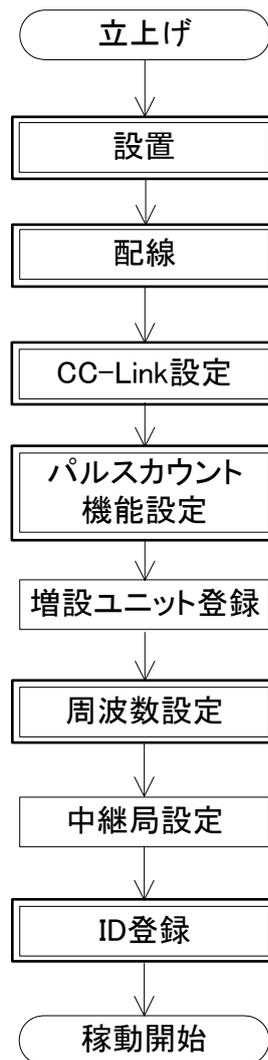 立上げ
設置
配線
CC-Link設定
パルスカウント
機能設定
増設ユニット登録
周波数設定
中継局設定
ID登録
稼動開始